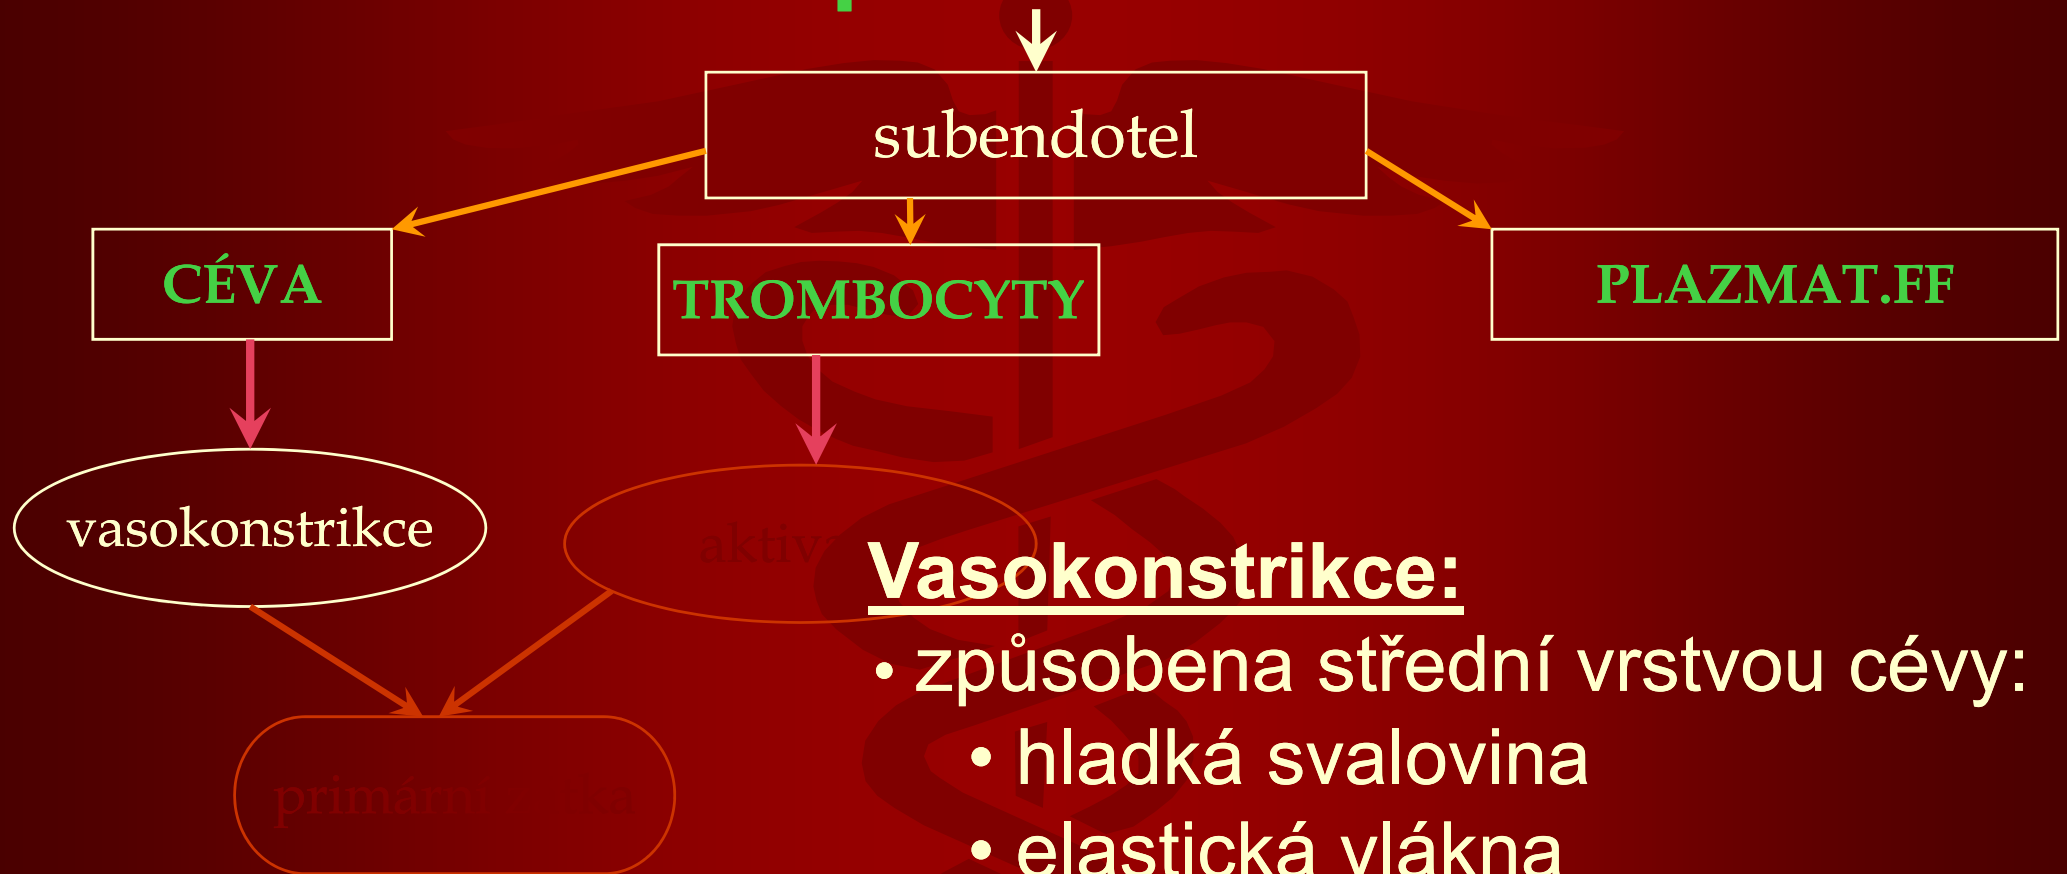 subendotel
CÉVA
TROMBOCYTY
PLAZMAT.FF
vasokonstrikce
Vasokonstrikce:
• způsobena střední vrstvou cévy:
• hladká svalovina
• elastická vlákna